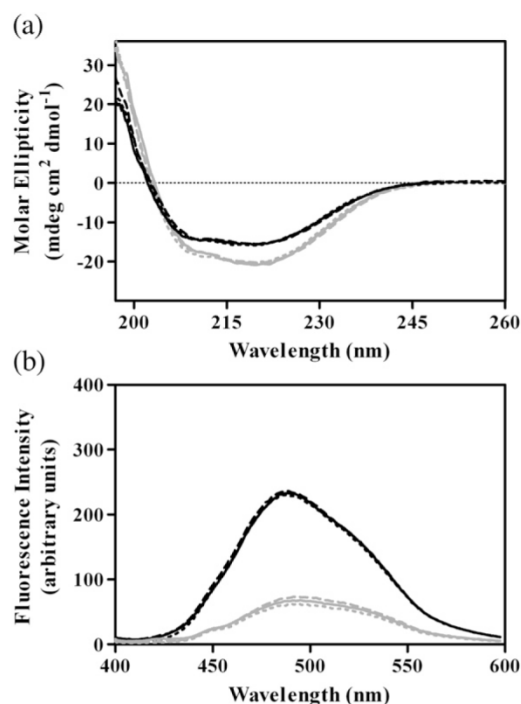 (a)
Molar Ellipticity
(mdeg cm² dmol⁻¹)
30
20
10
0
-10
-20
200
215
230
245
260
Wavelength (nm)
(b)
Fluorescence Intensity
(arbitrary units)
400
300
200
100
0
400
450
500
550
600
Wavelength (nm)